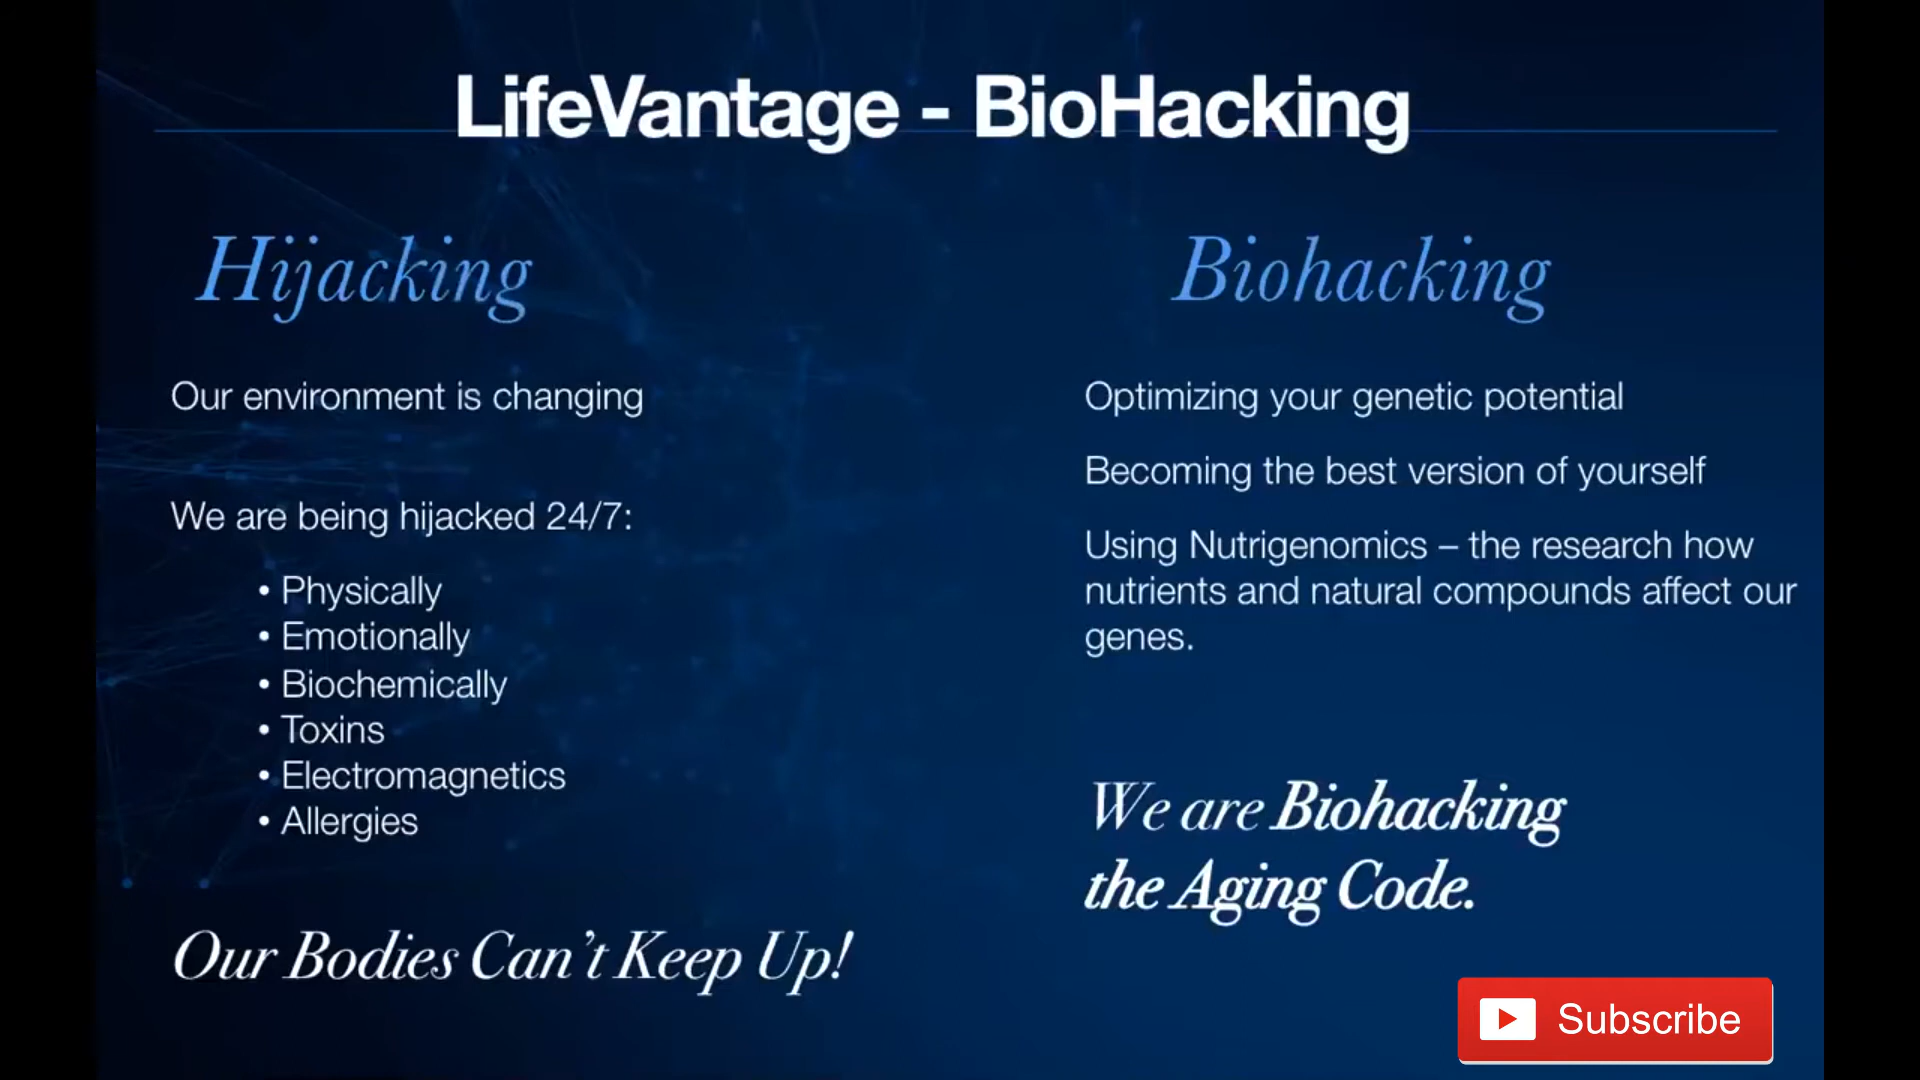 LifeVantage - BioHacking
Hijacking
Our environment is changing
We are being hijacked 24/7:
• Physically
• Emotionally
• Biochemically
• Toxins
• Electromagnetics
• Allergies
Our Bodies Can't Keep Up!
Biohacking
Optimizing your genetic potential
Becoming the best version of yourself
Using Nutrigenomics – the research how
nutrients and natural compounds affect our
genes.
We are Biohacking
the Aging Code.
Subscribe